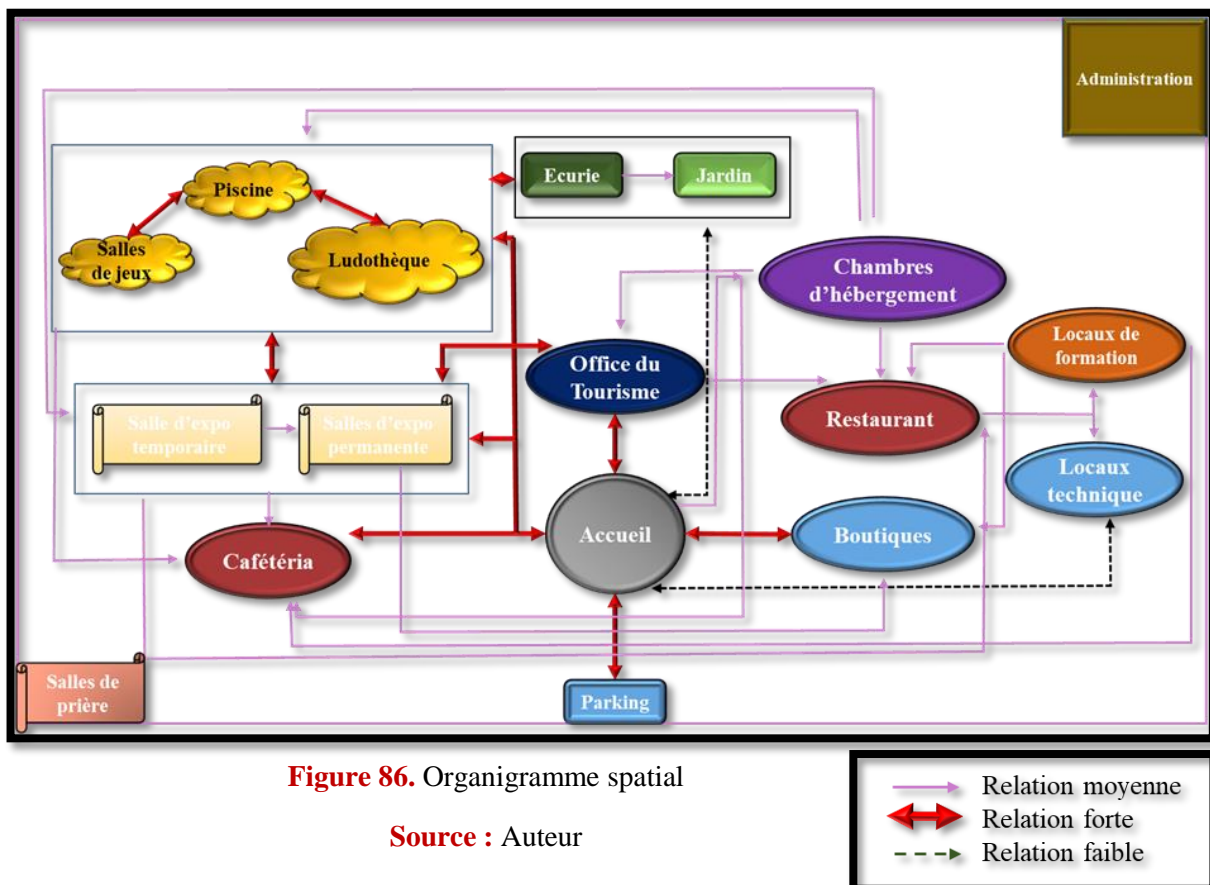 Administration
Ecurie
Jardin
Piscine
Salles
de jeux
Ludothèque
Chambres
d’hébergement
Locaux de
formation
Office du
Tourisme
Restaurant
Salle d’expo
temporaire
Salles d’expo
permanente
Locaux
technique
Accueil
Boutiques
Cafétéria
Salles de
prière
Parking
Figure 86. Organigramme spatial
Source : Auteur
Relation moyenne
Relation forte
Relation faible